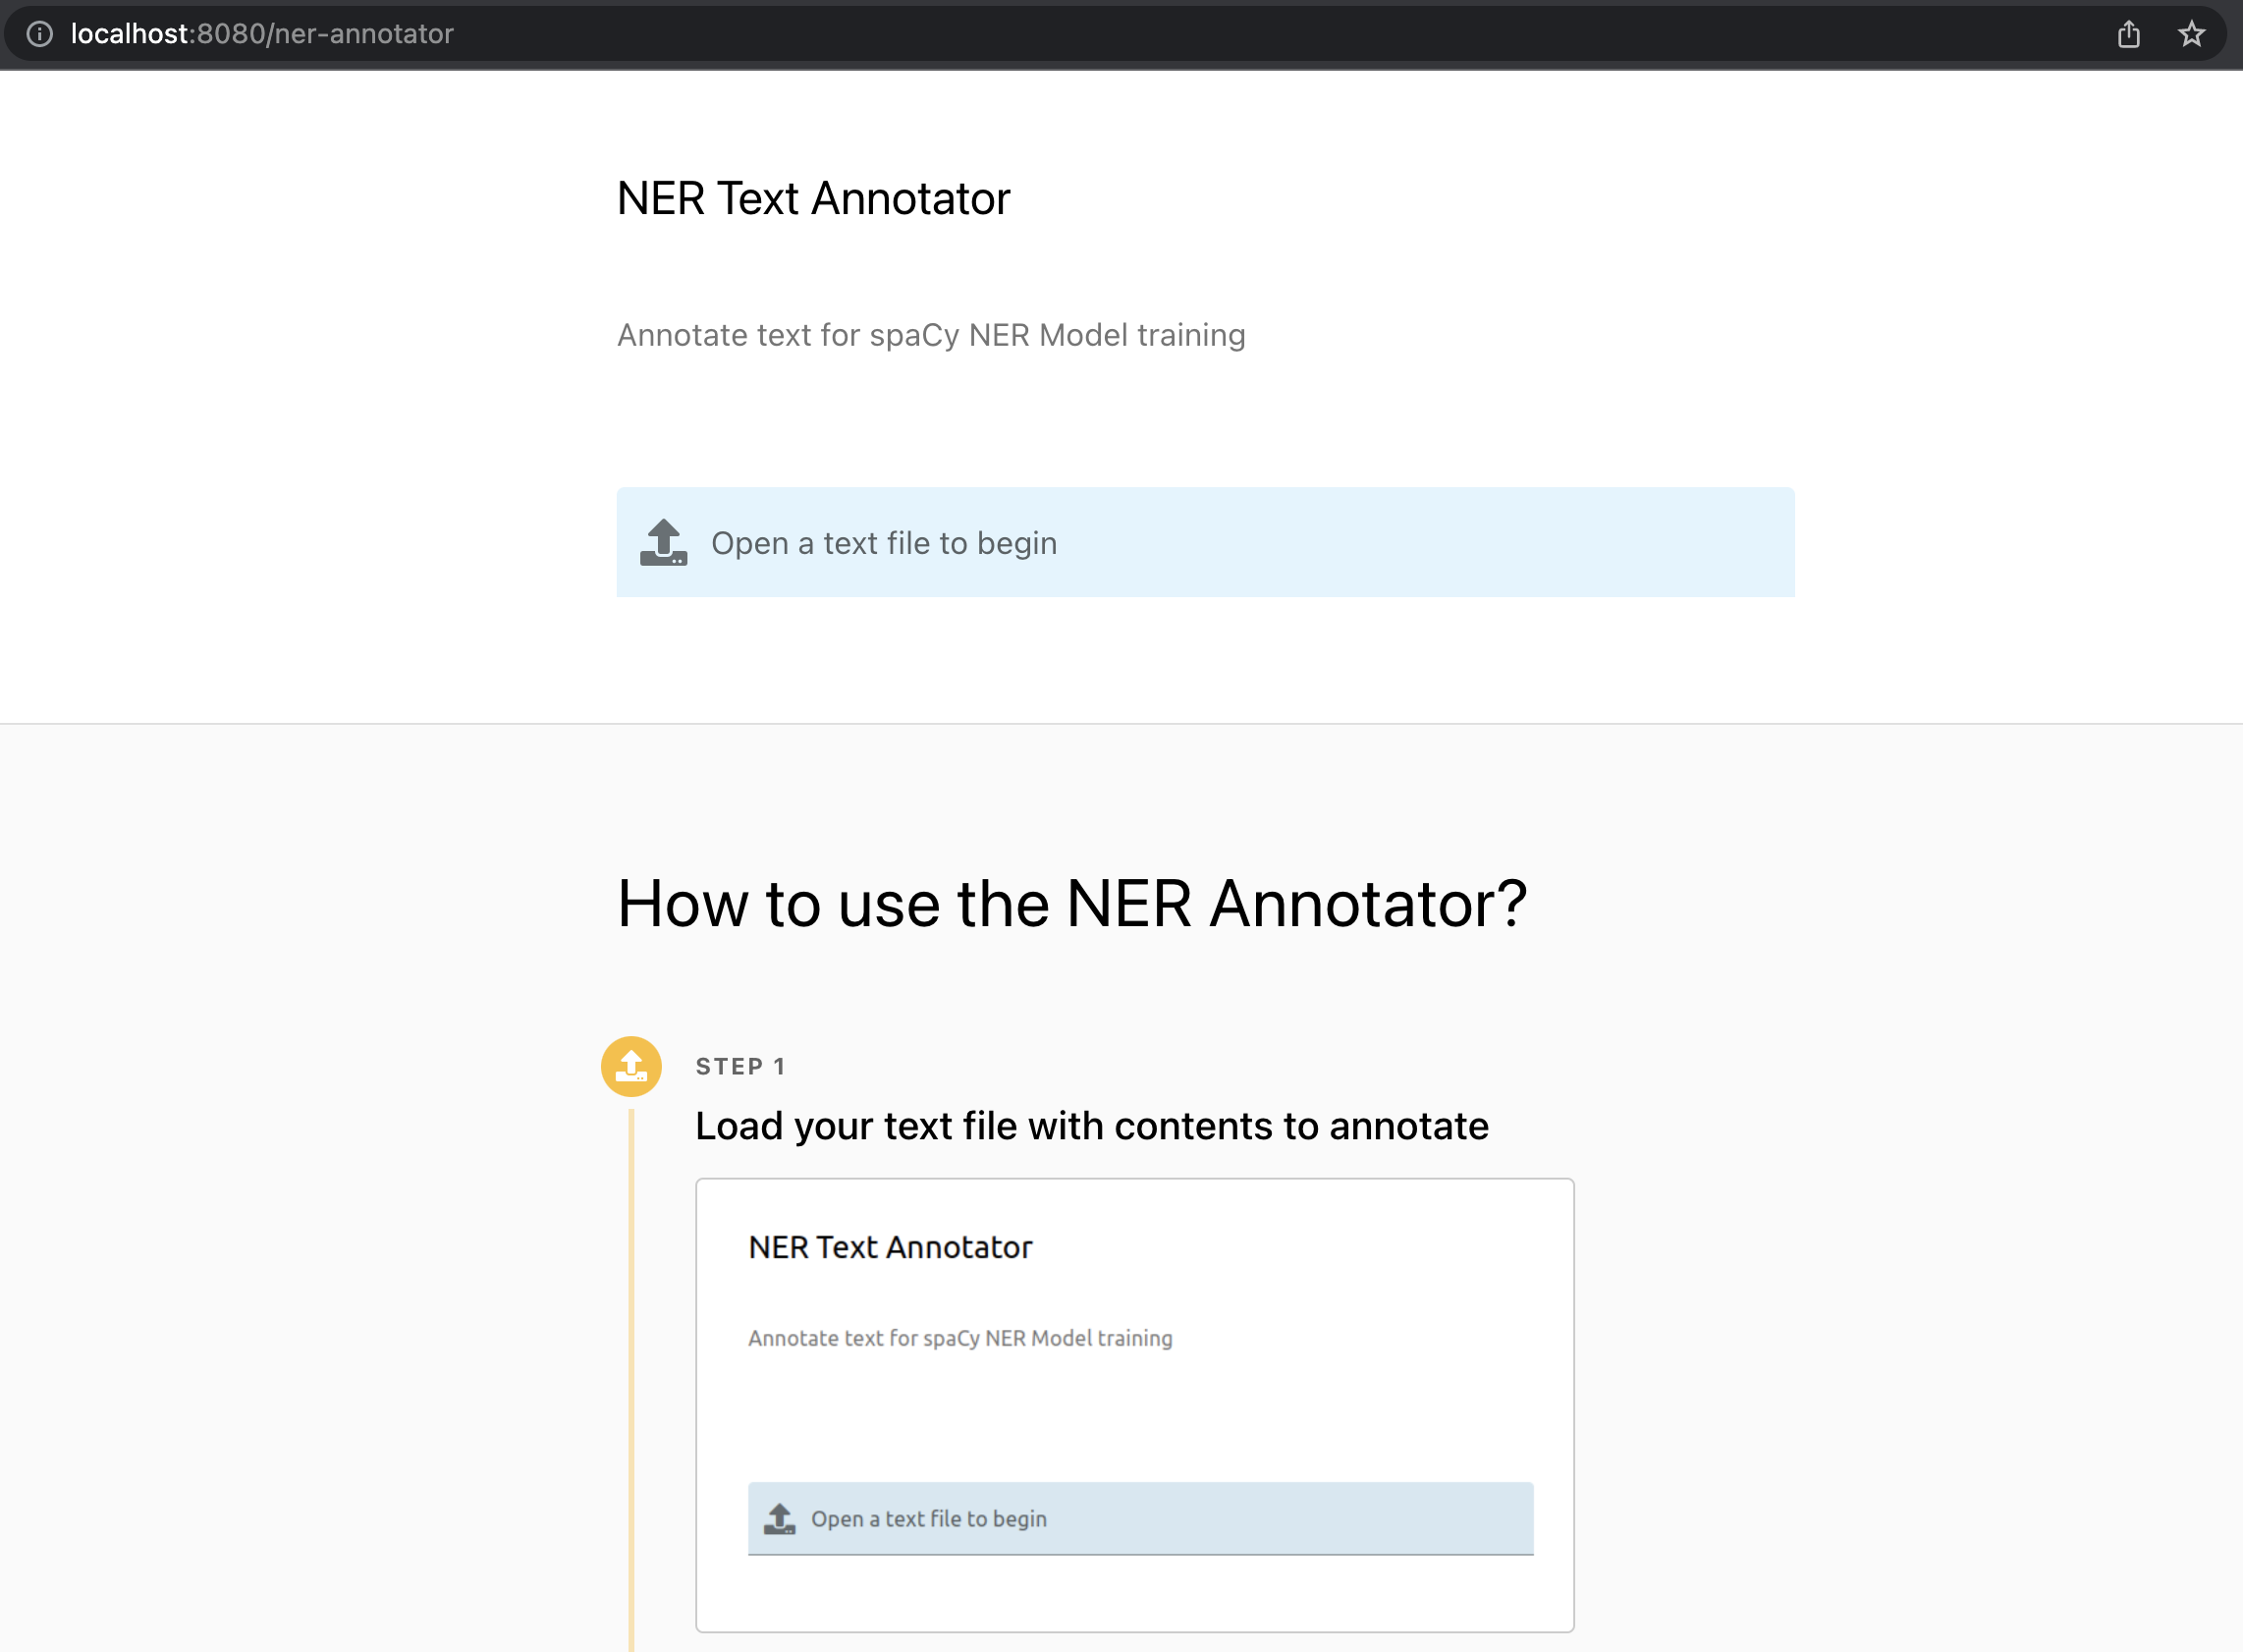 localhost:8080/ner-annotator
NER Text Annotator
Annotate text for spaCy NER Model training
Open a text file to begin
How to use the NER Annotator?
STEP 1
Load your text file with contents to annotate
NER Text Annotator
Annotate text for spaCy NER Model training
Open a text file to begin